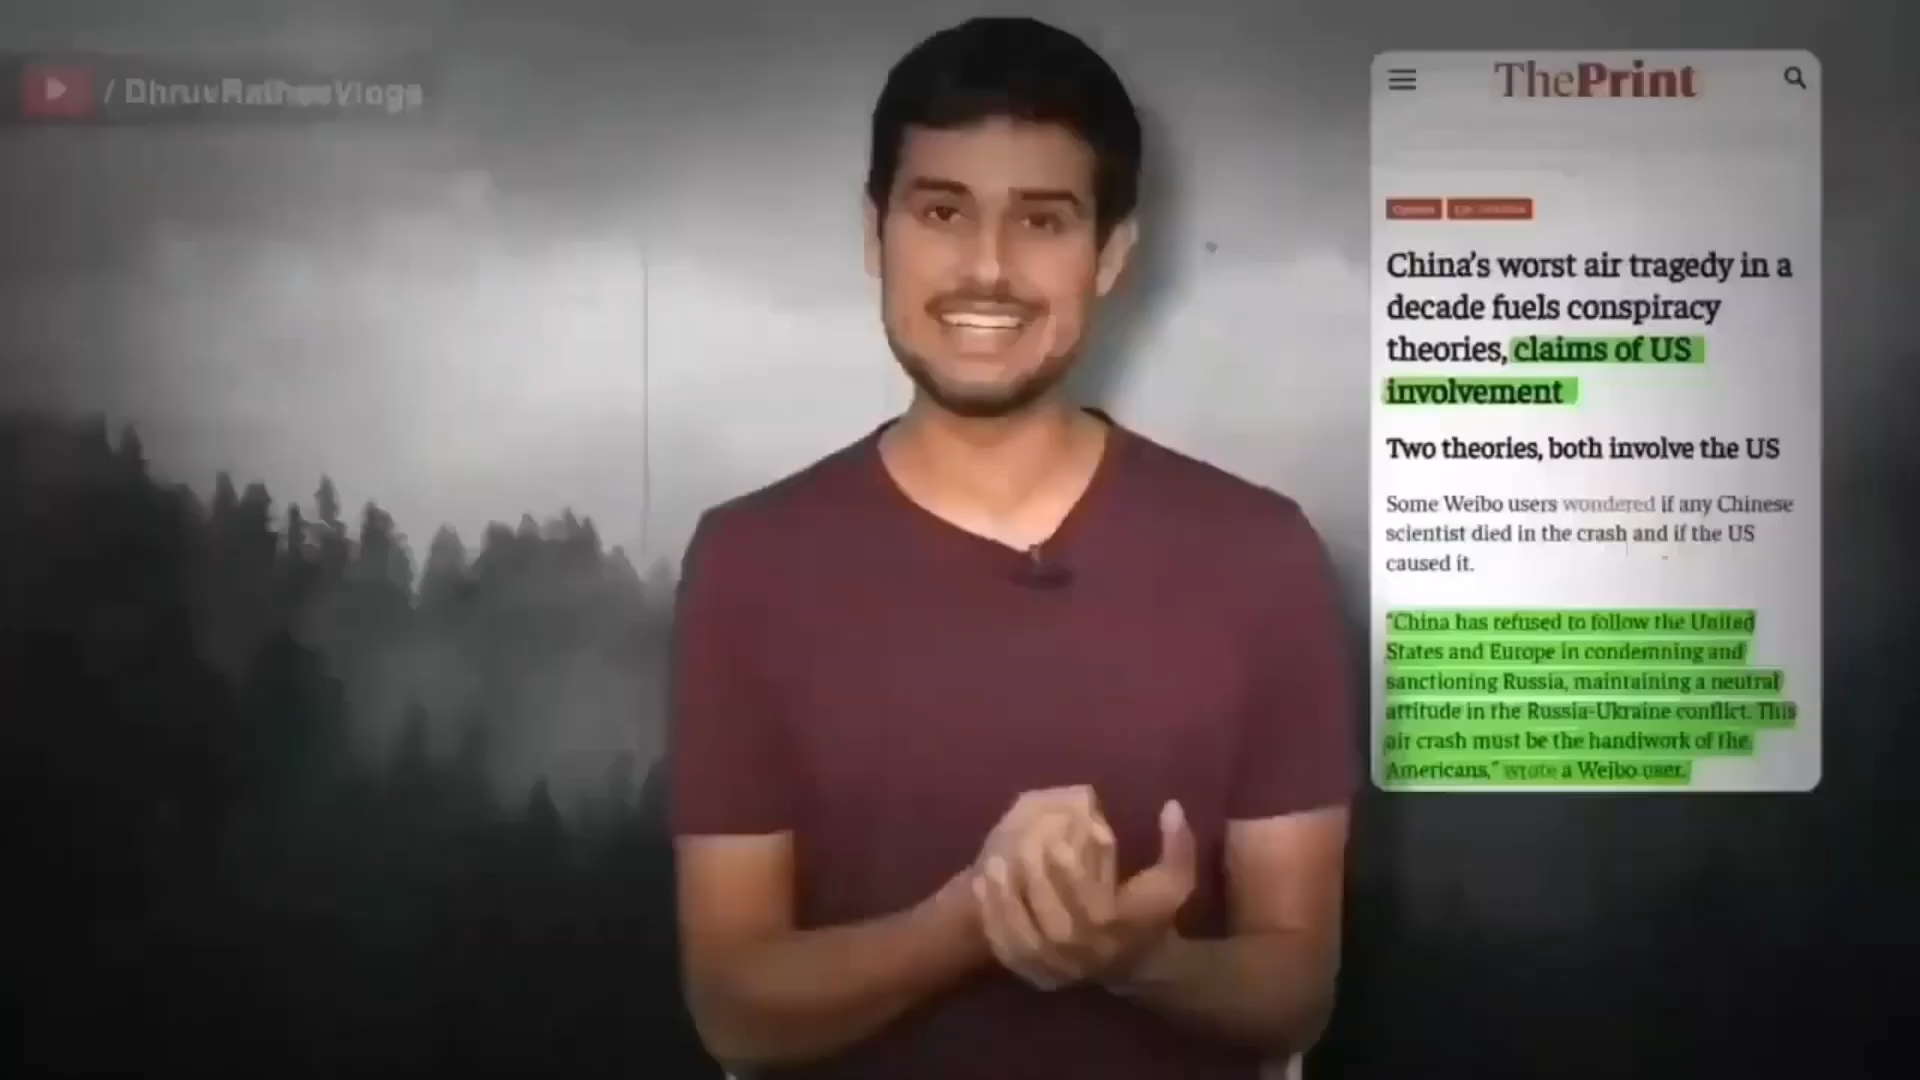 / DhruvRatheeVlogs
ThePrint
Opinion
China's worst air tragedy in a
decade fuels conspiracy
theories, claims of US
involvement
Two theories, both involve the US
Some Weibo users wondered if any Chinese
scientist died in the crash and if the US
caused it.
"China has refused to follow the United
States and Europe in condemning and
sanctioning Russia, maintaining a neutral
attitude in the Russia-Ukraine conflict. This
air crash must be the handiwork of the
Americans," wrote a Weibo user.